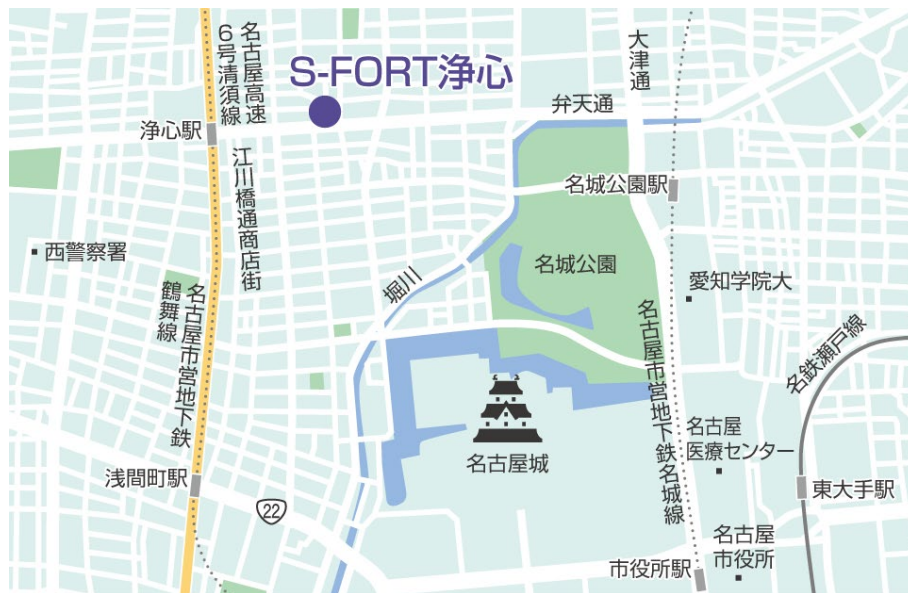 S-FORT浄心
名古屋高速
6号清須線
大津通
弁天通
浄心駅
江川橋通商店街
名城公園駅
西警察署
名城公園
堀川
愛知学院大
名古屋市営地下鉄
鶴舞線
名古屋市営地下鉄名城線
名鉄瀬戸線
名古屋城
名古屋
医療センター
浅間町駅
東大手駅
22
名古屋
市役所
市役所駅